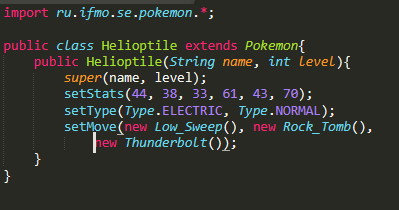 import ru.ifmo.se.pokemon.*;
public class Helioptile extends Pokemon{
public Helioptile(String name, int level){
super(name, level);
setStats(44, 38, 33, 61, 43, 70);
setType(Type.ELECTRIC, Type.NORMAL);
setMove(new Low_Sweep(), new Rock_Tomb(),
new Thunderbolt());
}
}